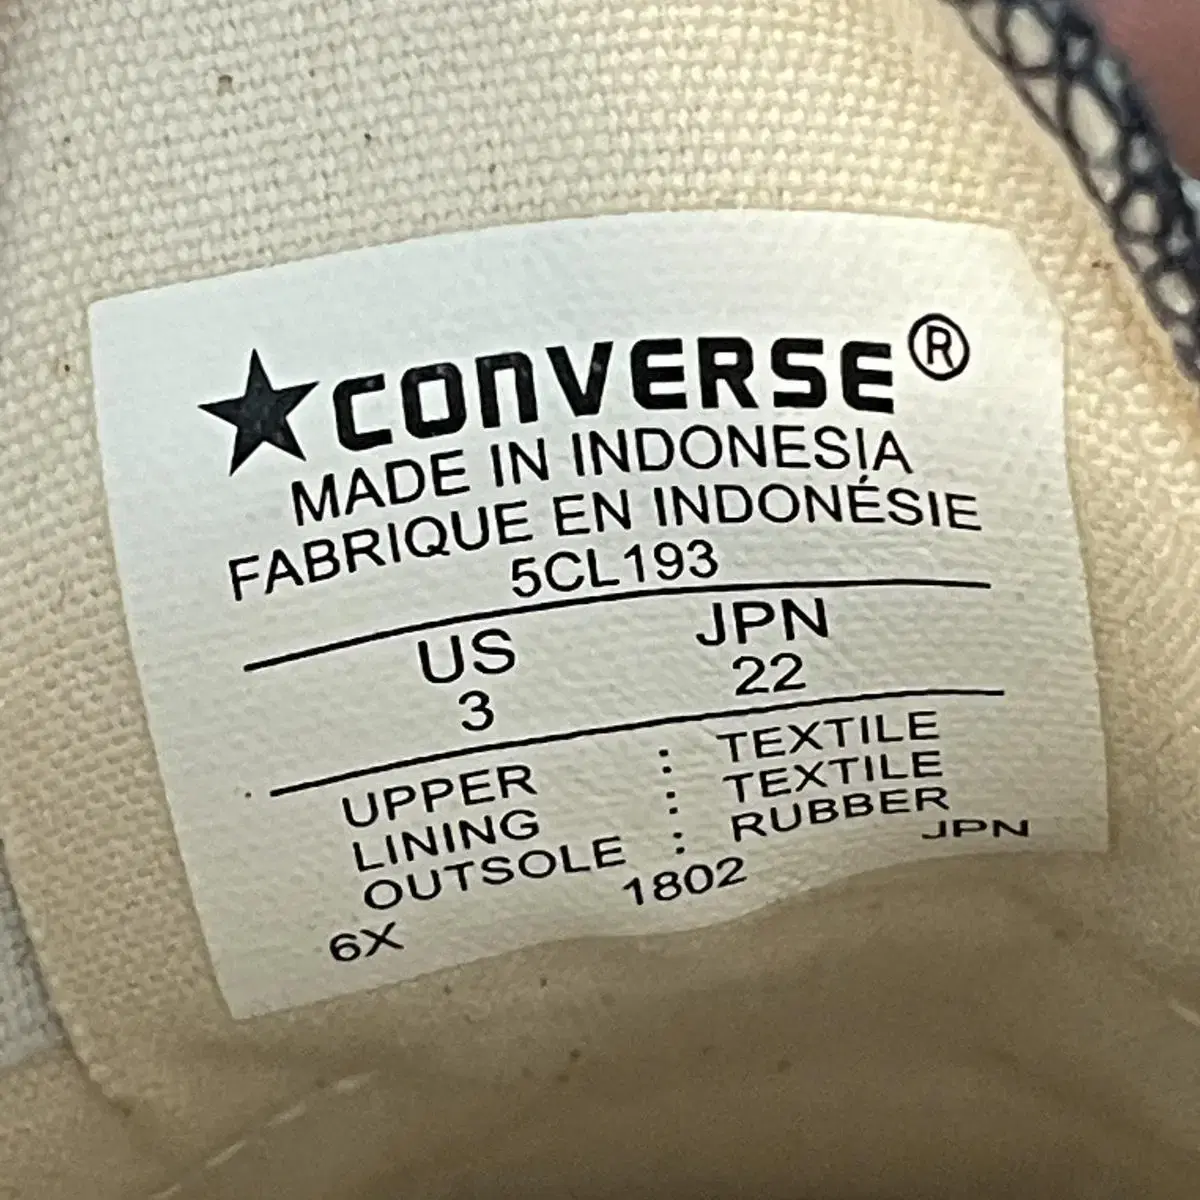 ★CONVERSE®
MADE IN INDONESIA
FABRIQUE EN INDONÉSIE
5CL193
US JPN
3 22
UPPER : TEXTILE
LINING : TEXTILE
OUTSOLE : RUBBER
6X 1802 JPN